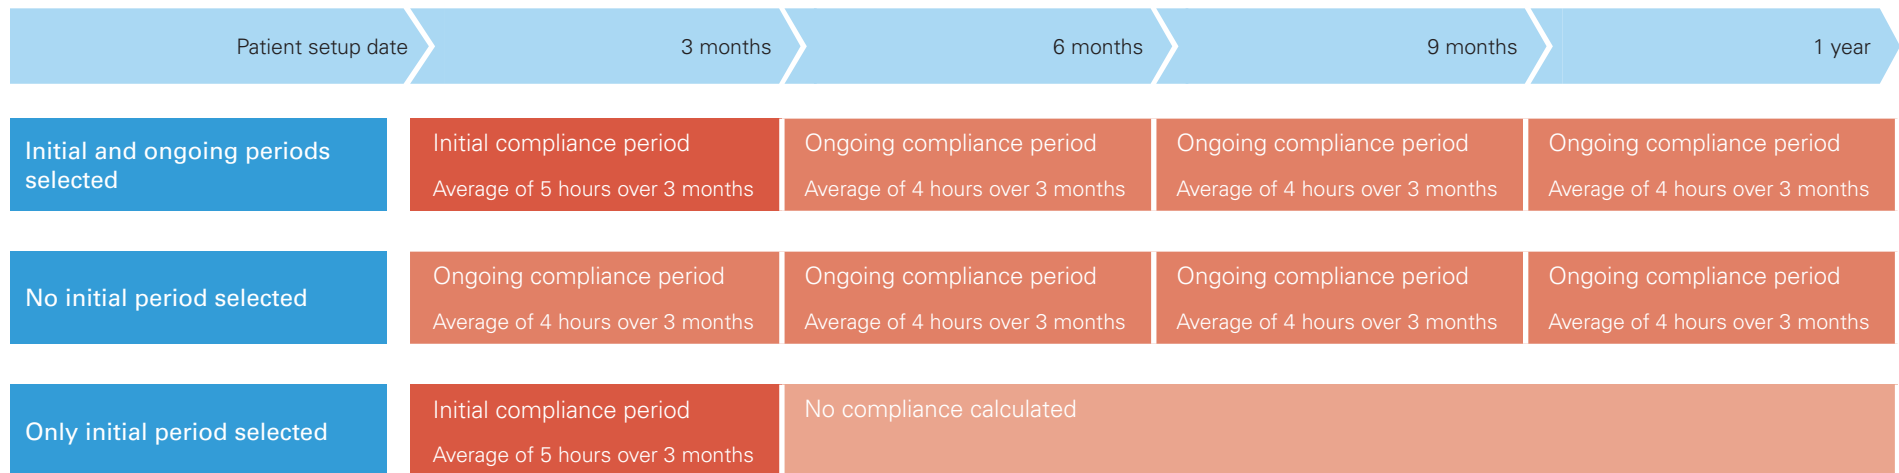 Patient setup date
3 months
6 months
9 months
1 year
Initial and ongoing periods
selected
Initial compliance period
Average of 5 hours over 3 months
Ongoing compliance period
Average of 4 hours over 3 months
Ongoing compliance period
Average of 4 hours over 3 months
Ongoing compliance period
Average of 4 hours over 3 months
No initial period selected
Ongoing compliance period
Average of 4 hours over 3 months
Ongoing compliance period
Average of 4 hours over 3 months
Ongoing compliance period
Average of 4 hours over 3 months
Ongoing compliance period
Average of 4 hours over 3 months
Only initial period selected
Initial compliance period
Average of 5 hours over 3 months
No compliance calculated